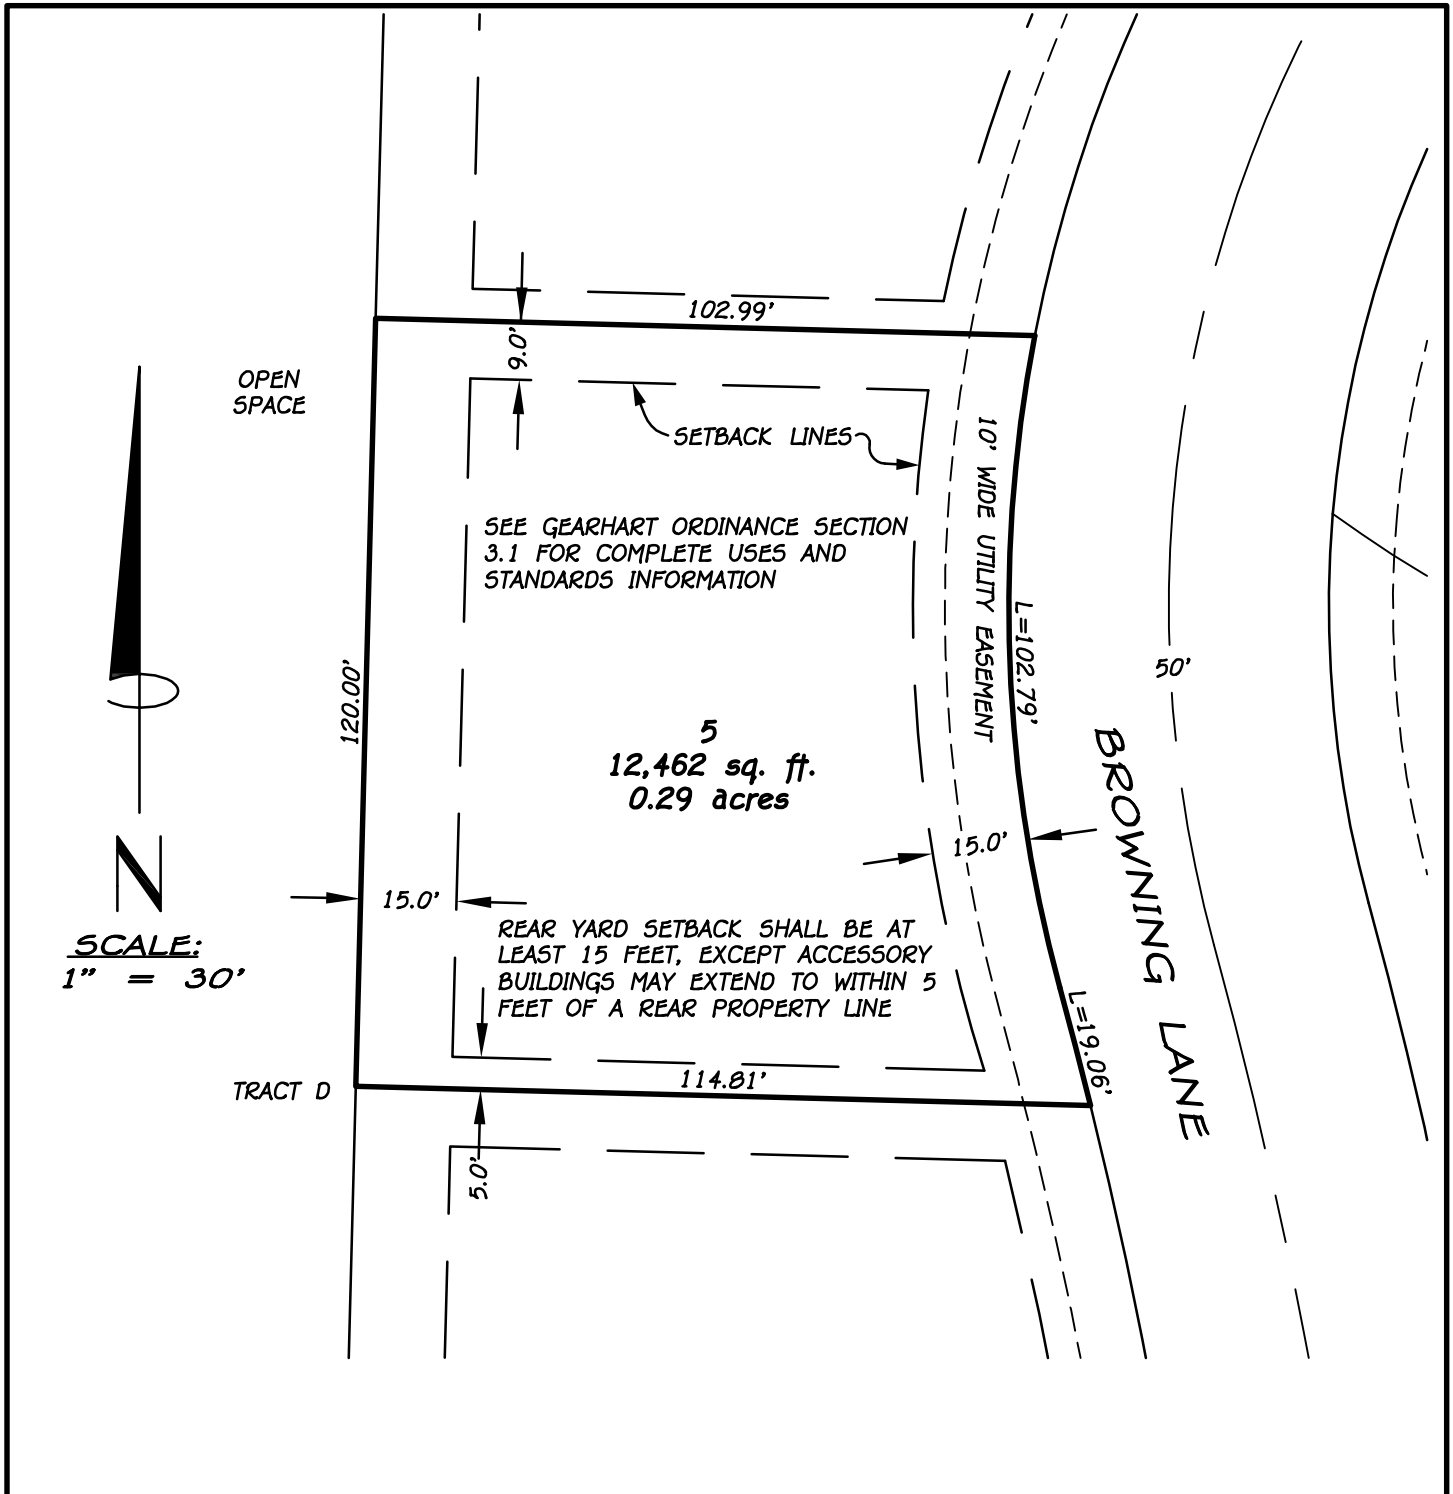 102.99'
9.0'
OPEN
SPACE
SETBACK LINES
10' WIDE UTILITY EASEMENT
SEE GEARHART ORDINANCE SECTION
3.1 FOR COMPLETE USES AND
STANDARDS INFORMATION
L=102.79'
120.00'
50'
5
12,462 sq. ft.
0.29 acres
BROWNING LANE
15.0'
15.0'
N
SCALE:
1" = 30'
REAR YARD SETBACK SHALL BE AT
LEAST 15 FEET, EXCEPT ACCESSORY
BUILDINGS MAY EXTEND TO WITHIN 5
FEET OF A REAR PROPERTY LINE
L=19.06'
114.81'
TRACT D
5.0'